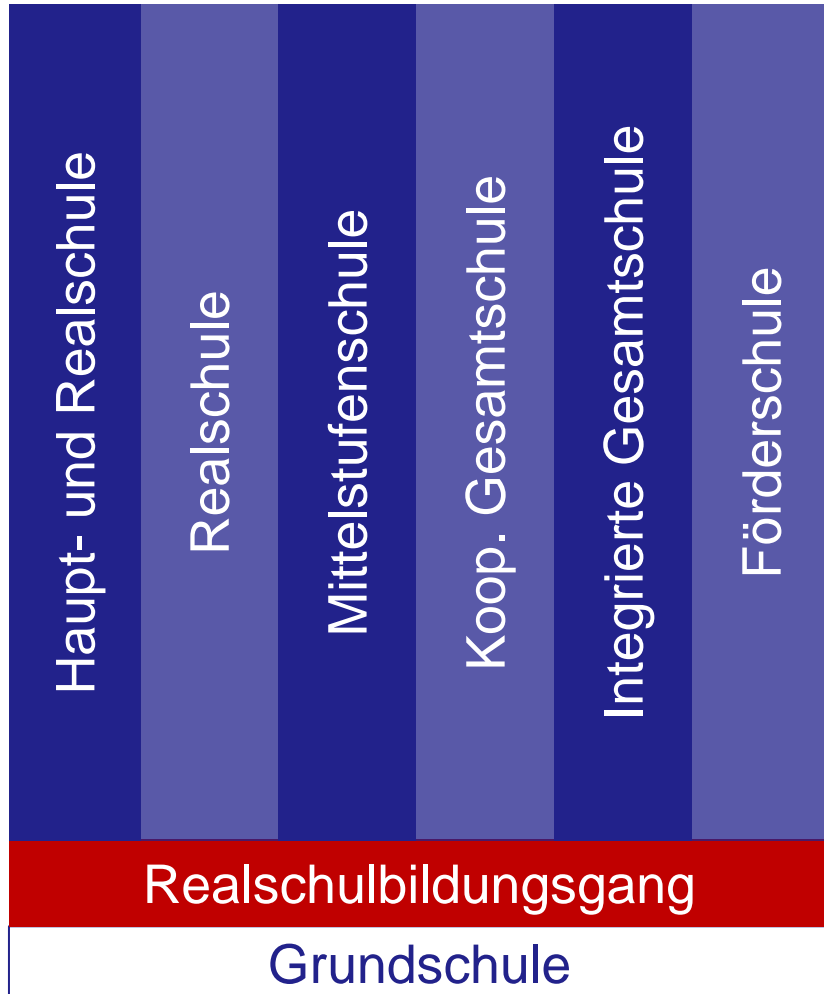 Haupt- und Realschule
Realschule
Mittelstufenschule
Koop. Gesamtschule
Integrierte Gesamtschule
Förderschule
Realschulbildungsgang
Grundschule